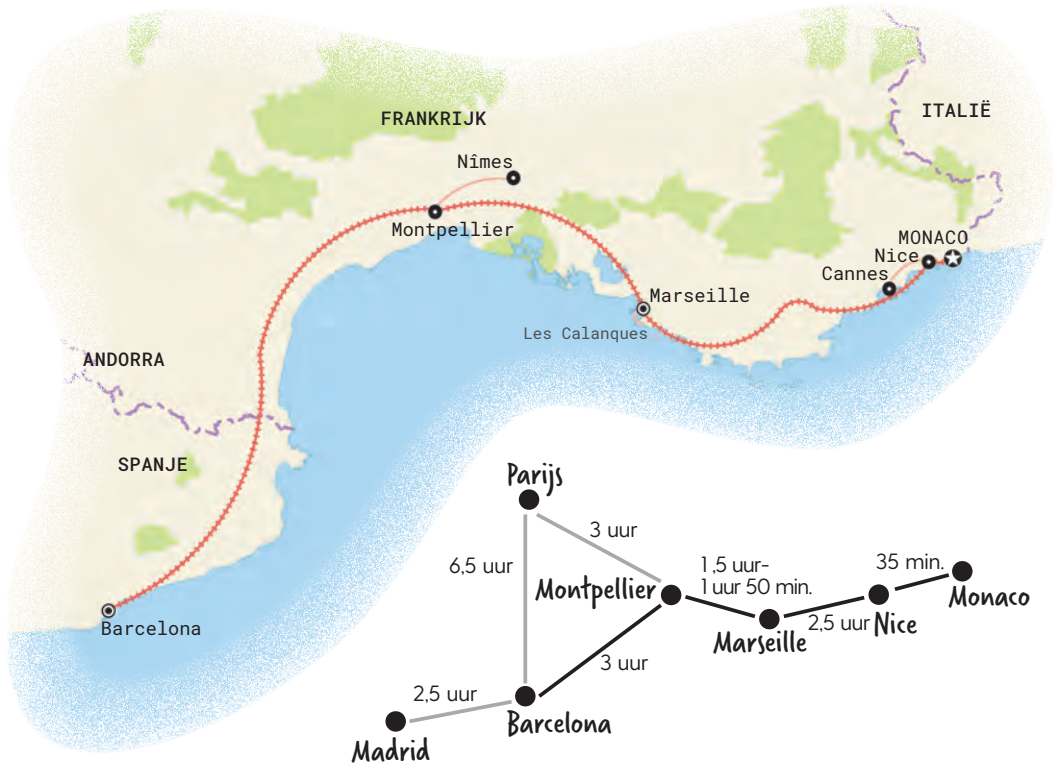 FRANKRIJK
ITALIË
Nîmes
Montpellier
MONACO
Nice
Cannes
Marseille
Les Calanques
ANDORRA
SPANJE
Barcelona
Parijs
3 uur
6,5 uur
1,5 uur-
1 uur 50 min.
35 min.
Montpellier
Monaco
Marseille
2,5 uur
Nice
3 uur
2,5 uur
Barcelona
Madrid